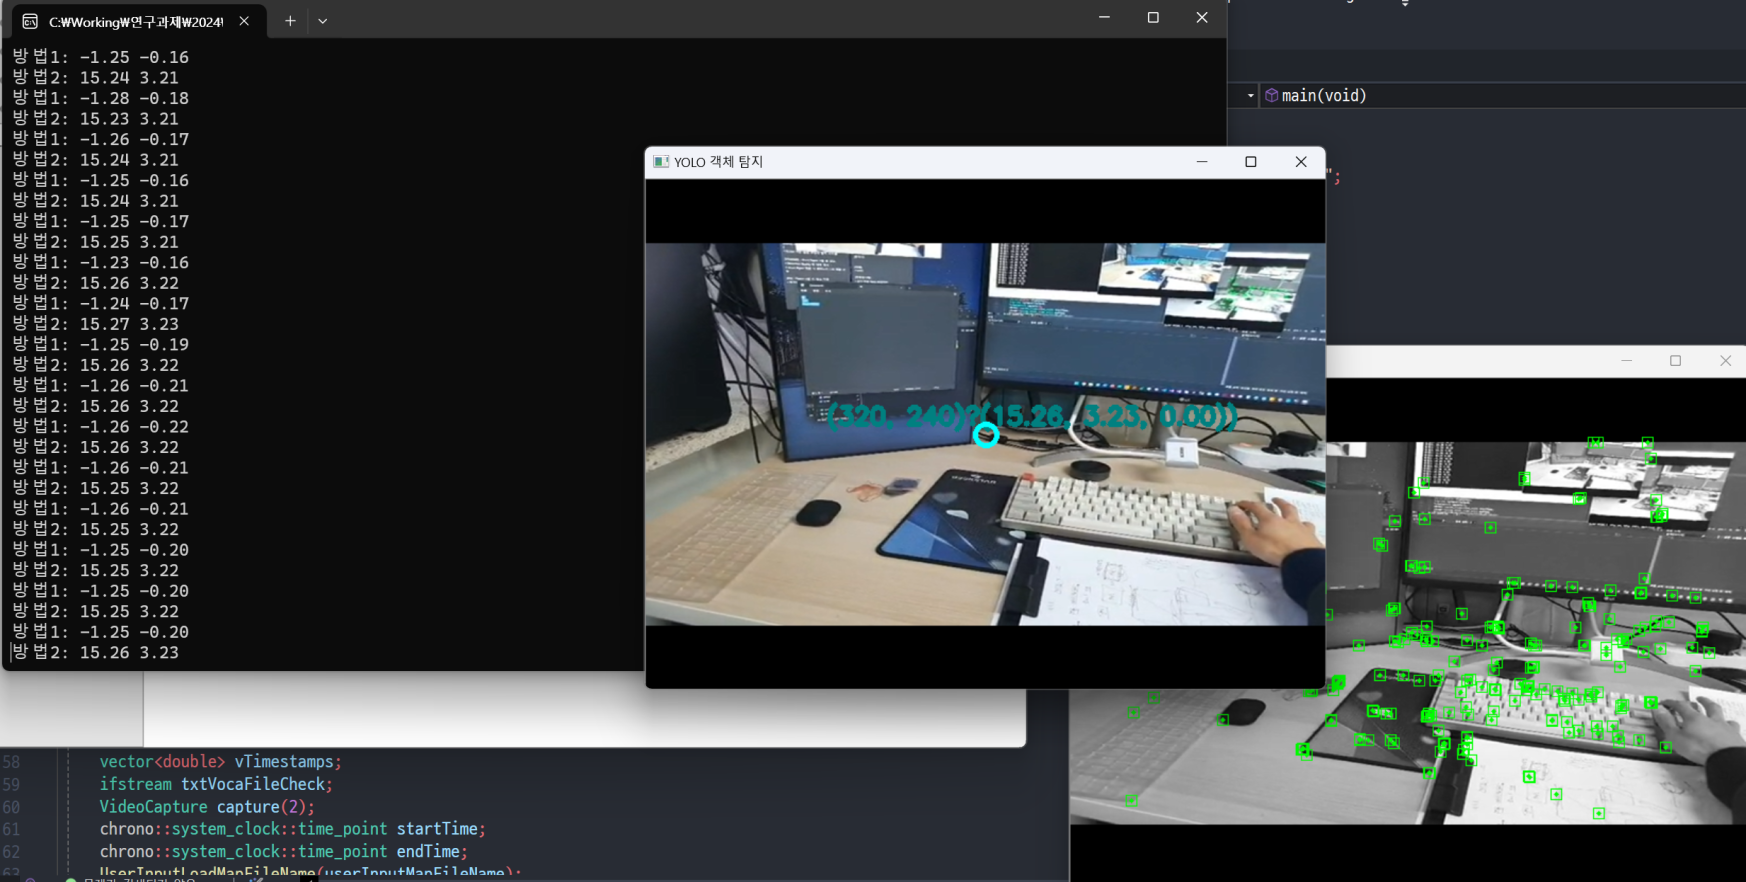 C:\Working\연구과제\2024\
방법1: -1.25 -0.16
방법2: 15.24 3.21
방법1: -1.28 -0.18
방법2: 15.23 3.21
방법1: -1.26 -0.17
방법2: 15.24 3.21
방법1: -1.25 -0.16
방법2: 15.24 3.21
방법1: -1.25 -0.17
방법2: 15.25 3.21
방법1: -1.23 -0.16
방법2: 15.26 3.22
방법1: -1.24 -0.17
방법2: 15.27 3.23
방법1: -1.25 -0.19
방법2: 15.26 3.22
방법1: -1.26 -0.21
방법2: 15.26 3.22
방법1: -1.26 -0.22
방법2: 15.26 3.22
방법1: -1.26 -0.21
방법2: 15.25 3.22
방법1: -1.26 -0.21
방법2: 15.25 3.22
방법1: -1.25 -0.20
방법2: 15.25 3.22
방법1: -1.25 -0.20
방법2: 15.25 3.22
방법1: -1.25 -0.20
방법2: 15.26 3.23
main(void)
";
YOLO 객체 탐지
(320, 240)?(15.26, 3.23, 0.00))
58 vector<double> vTimestamps;
59 ifstream txtVocaFileCheck;
60 VideoCapture capture(2);
61 chrono::system_clock::time_point startTime;
62 chrono::system_clock::time_point endTime;
63 UserInputLoadMapFileName(userInputMapFileName);